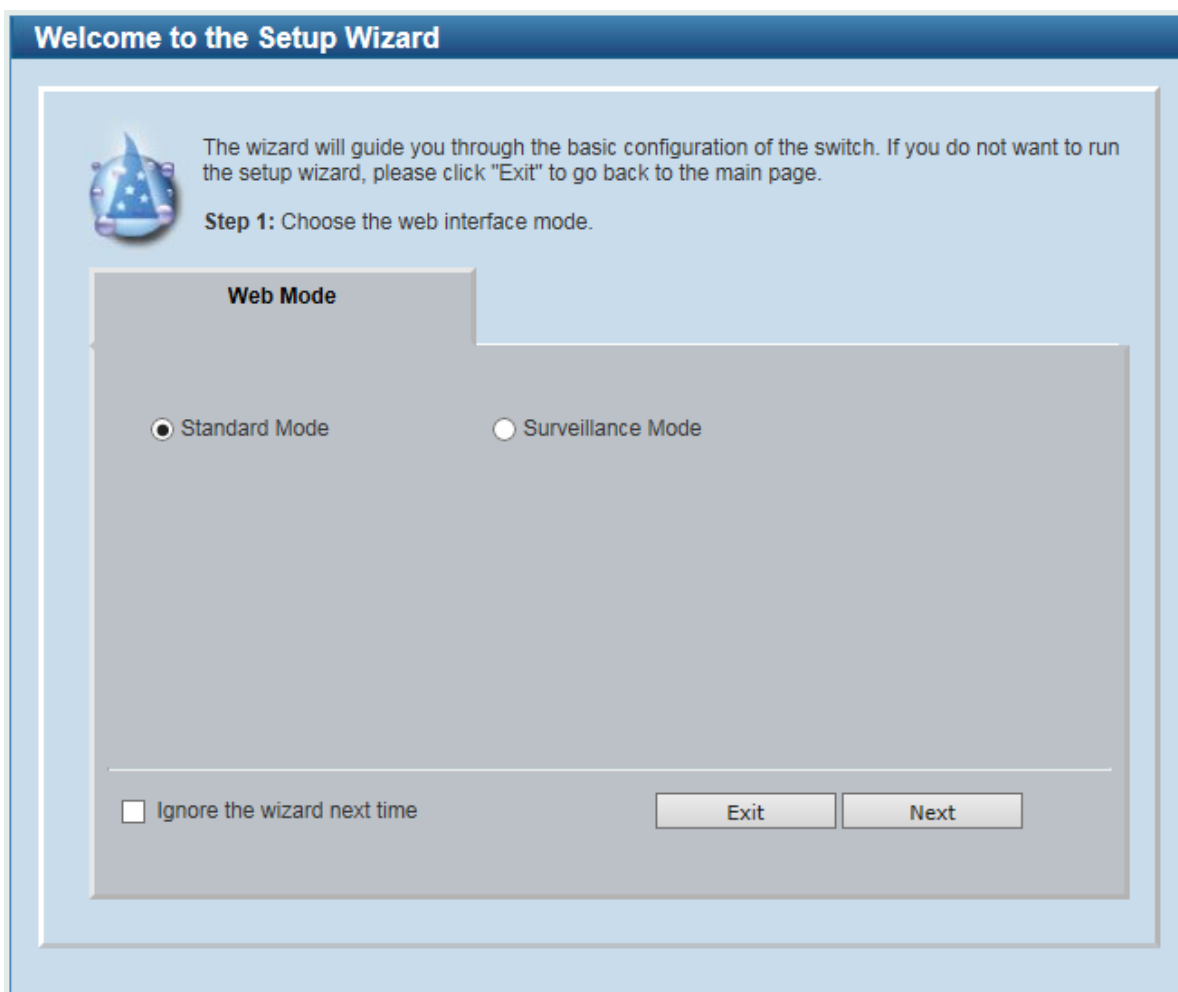 Welcome to the Setup Wizard
The wizard will guide you through the basic configuration of the switch. If you do not want to run
the setup wizard, please click "Exit" to go back to the main page.
Step 1: Choose the web interface mode.
Web Mode
Standard Mode
Surveillance Mode
Ignore the wizard next time
Exit
Next